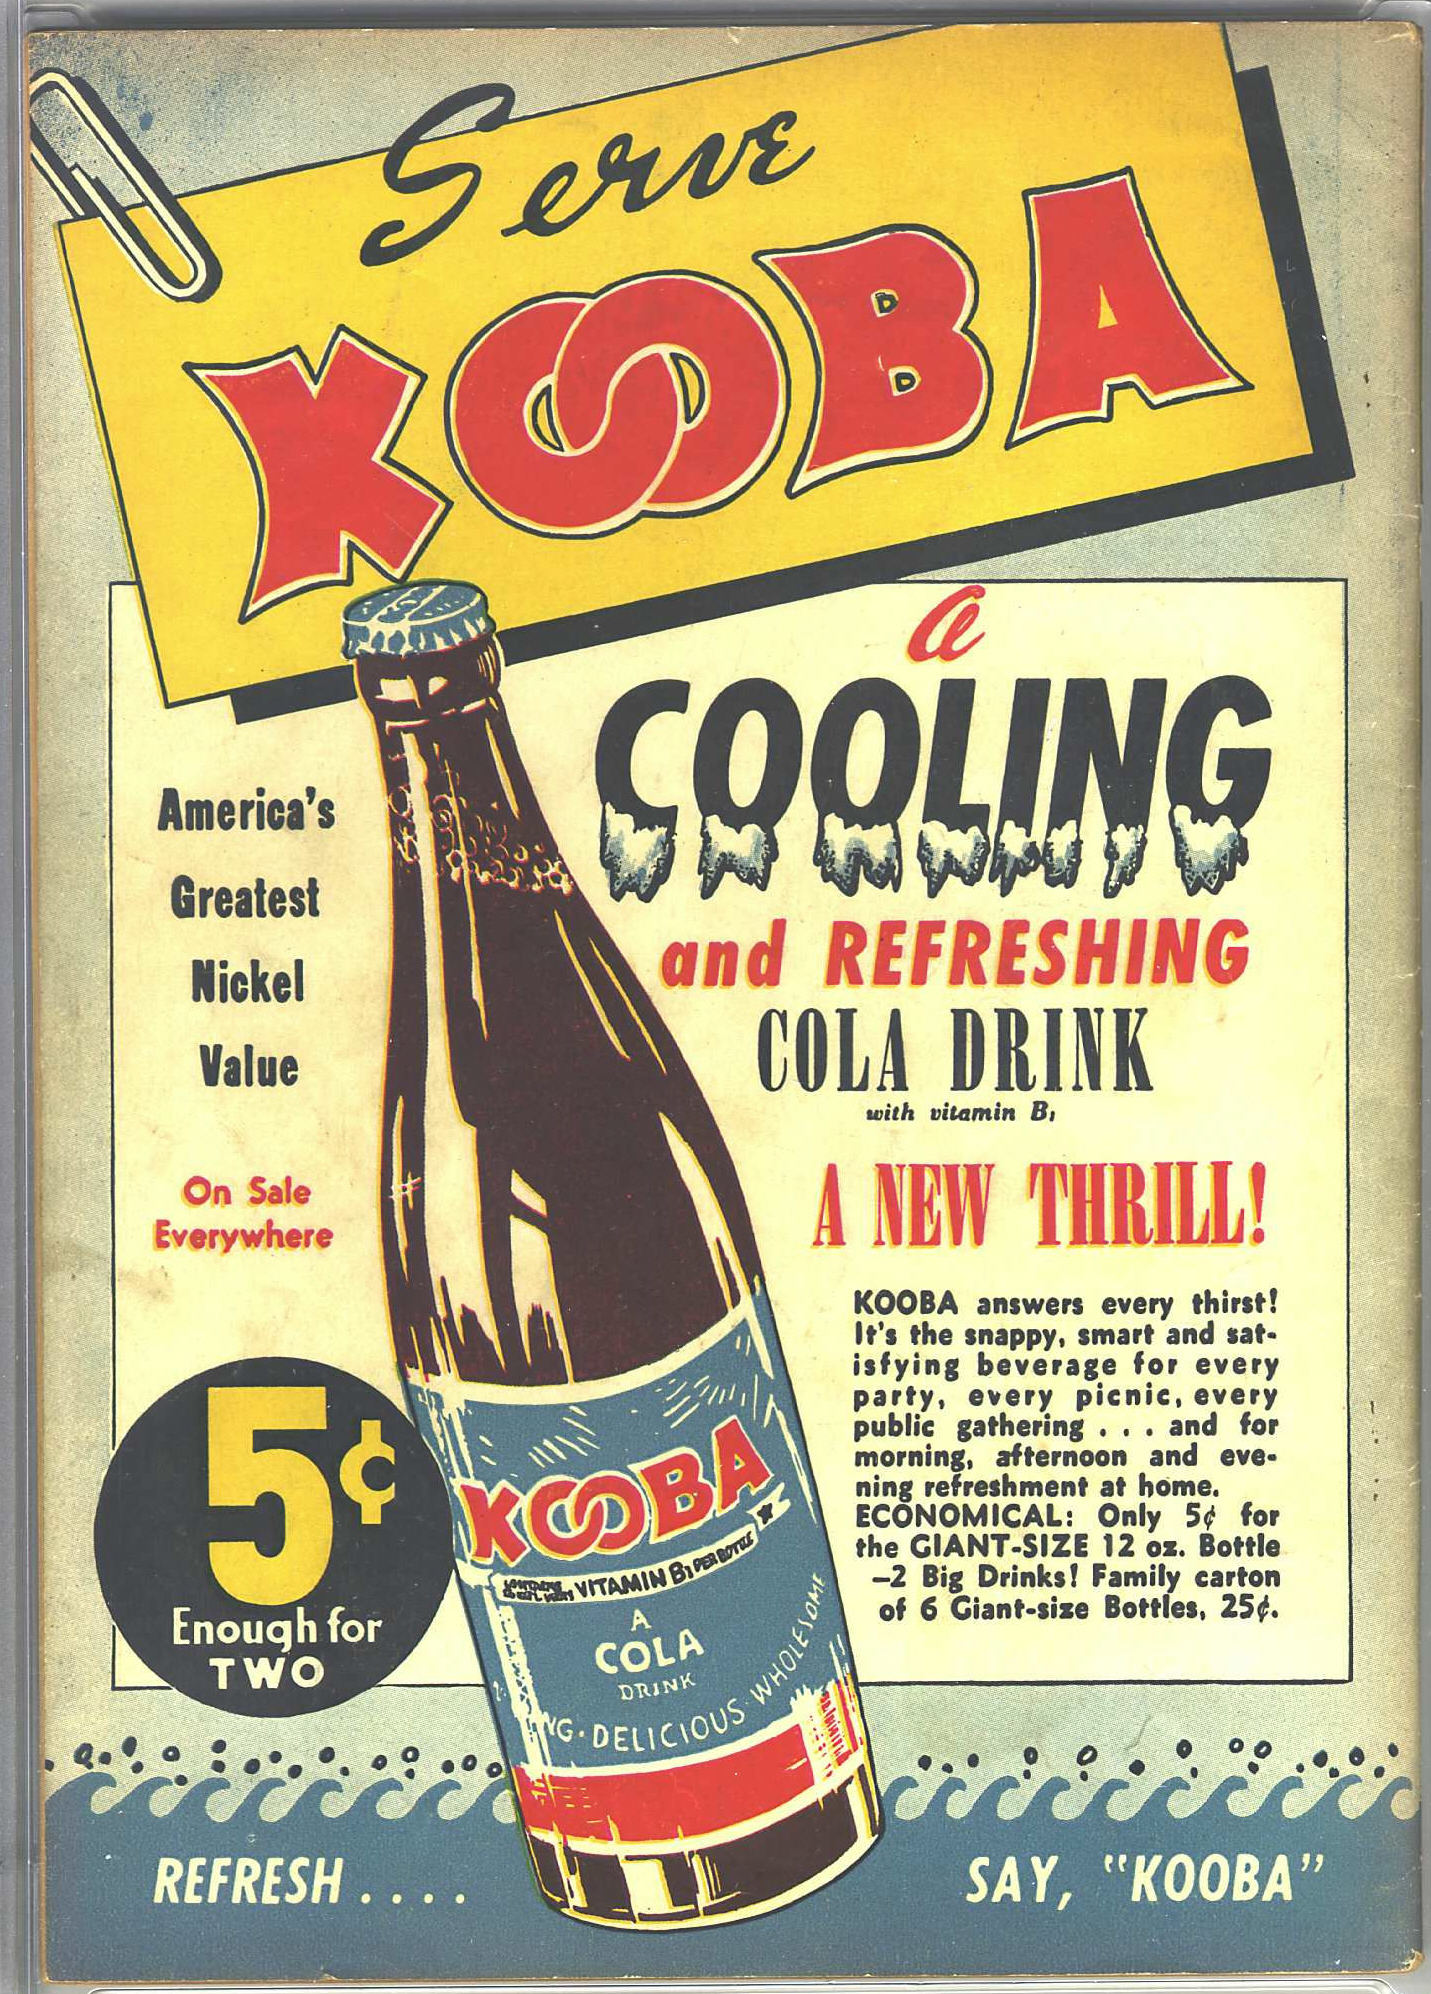 Serve
KOOBA
a
COOLING
and REFRESHING
COLA DRINK
with vitamin B₁
America's
Greatest
Nickel
Value
On Sale
Everywhere
A NEW THRILL!
KOOBA answers every thirst!
It's the snappy, smart and sat-
isfying beverage for every
party, every picnic, every
public gathering . . . and for
morning, afternoon and eve-
ning refreshment at home.
ECONOMICAL: Only 5¢ for
the GIANT-SIZE 12 oz. Bottle
—2 Big Drinks! Family carton
of 6 Giant-size Bottles, 25¢.
5¢
Enough for
TWO
KOOBA
VITAMIN B₁ PER BOTTLE
A
COLA
DRINK
NG · DELICIOUS WHOLESOME
REFRESH . . . .
SAY, "KOOBA"